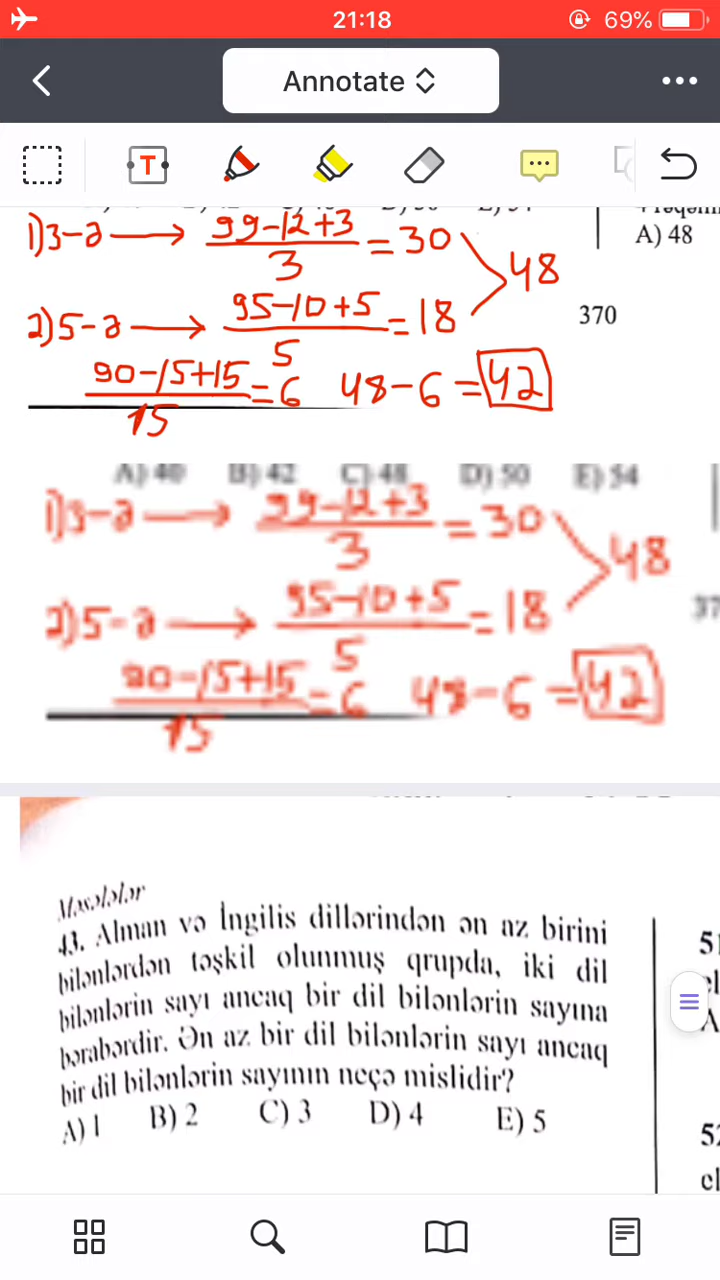 21:18
69%
Annotate
T
A) 48
1)3-ə → 99-12+3 / 3 = 30
48
2)5-ə → 95-10+5 / 5 = 18
370
90-15+15 / 15 = 6 48-6=42
A) 40 B) 42 C) 48 D) 50 E) 54
1)3-ə → 99-12+3 / 3 = 30
48
2)5-ə → 95-10+5 / 5 = 18
37
90-15+15 / 15 = 6 48-6=42
Məsələlər
43. Alman və İngilis dillərindən ən az birini
bilənlərdən təşkil olunmuş qrupda, iki dil
bilənlərin sayı ancaq bir dil bilənlərin sayına
bərabərdir. Ən az bir dil bilənlərin sayı ancaq
bir dil bilənlərin sayının neçə mislidir?
A) 1 B) 2 C) 3 D) 4 E) 5
51
A
52